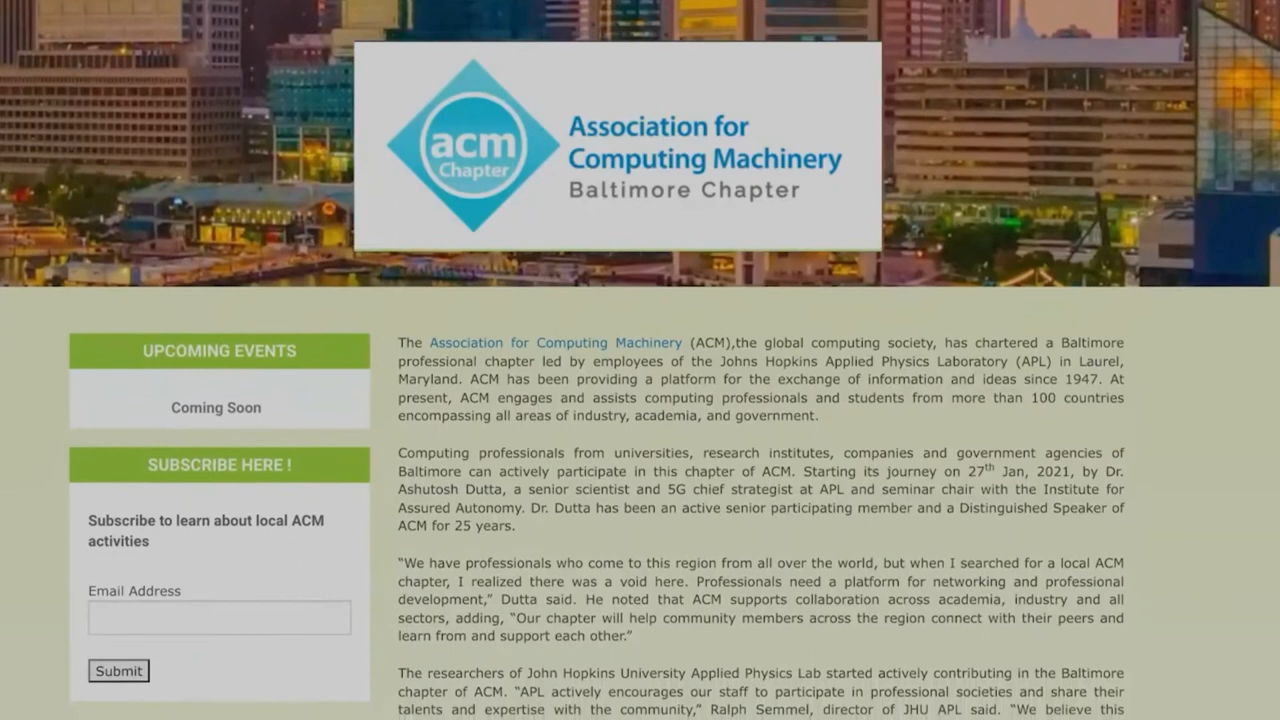 acm
Chapter
Association for
Computing Machinery
Baltimore Chapter
UPCOMING EVENTS
Coming Soon
SUBSCRIBE HERE !
Subscribe to learn about local ACM
activities
Email Address
Submit
The Association for Computing Machinery (ACM),the global computing society, has chartered a Baltimore
professional chapter led by employees of the Johns Hopkins Applied Physics Laboratory (APL) in Laurel,
Maryland. ACM has been providing a platform for the exchange of information and ideas since 1947. At
present, ACM engages and assists computing professionals and students from more than 100 countries
encompassing all areas of industry, academia, and government.
Computing professionals from universities, research institutes, companies and government agencies of
Baltimore can actively participate in this chapter of ACM. Starting its journey on 27th Jan, 2021, by Dr.
Ashutosh Dutta, a senior scientist and 5G chief strategist at APL and seminar chair with the Institute for
Assured Autonomy. Dr. Dutta has been an active senior participating member and a Distinguished Speaker of
ACM for 25 years.
“We have professionals who come to this region from all over the world, but when I searched for a local ACM
chapter, I realized there was a void here. Professionals need a platform for networking and professional
development,” Dutta said. He noted that ACM supports collaboration across academia, industry and all
sectors, adding, “Our chapter will help community members across the region connect with their peers and
learn from and support each other.”
The researchers of John Hopkins University Applied Physics Lab started actively contributing in the Baltimore
chapter of ACM. “APL actively encourages our staff to participate in professional societies and share their
talents and expertise with the community,” Ralph Semmel, director of JHU APL said. “We believe this